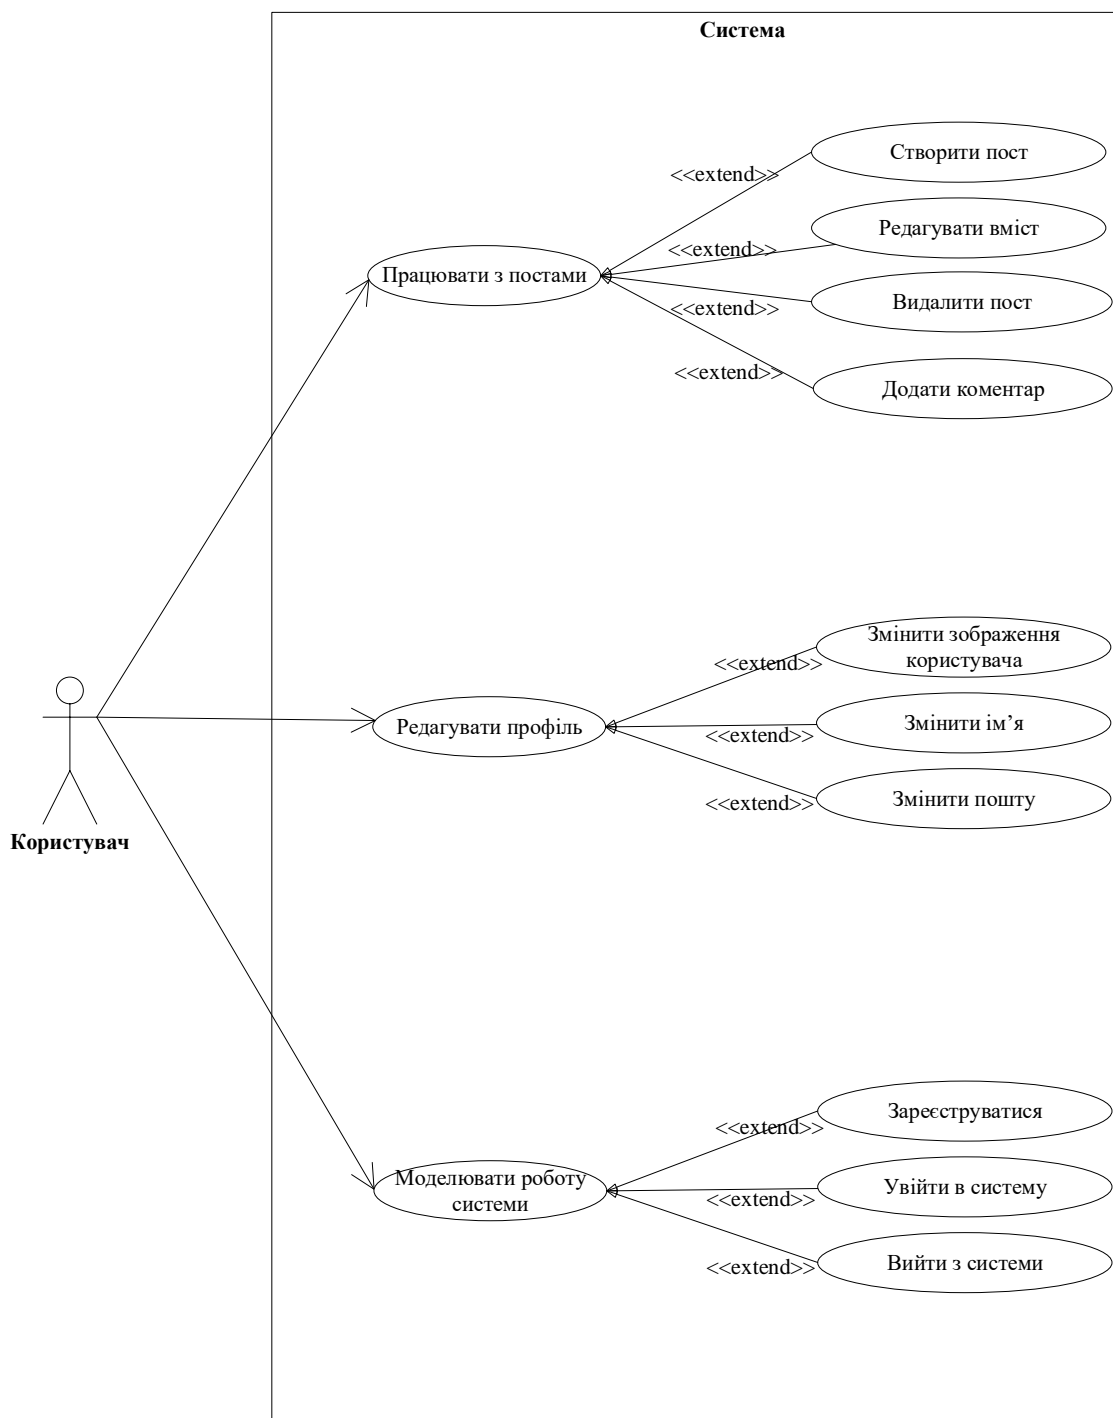 Система
Створити пост
<<extend>>
Редагувати вміст
<<extend>>
Працювати з постами
Видалити пост
<<extend>>
<<extend>>
Додати коментар
Змінити зображення
користувача
<<extend>>
Редагувати профіль
Змінити ім’я
<<extend>>
Змінити пошту
<<extend>>
Користувач
Зареєструватися
<<extend>>
Моделювати роботу
системи
Увійти в систему
<<extend>>
Вийти з системи
<<extend>>